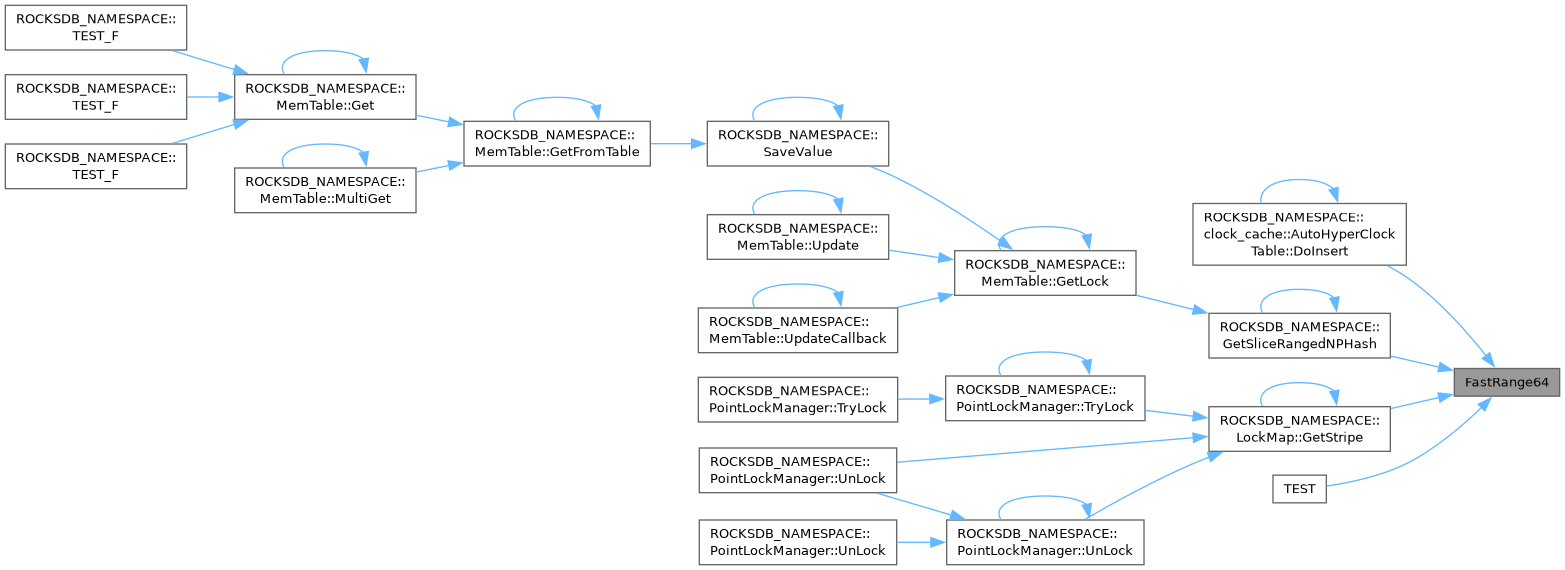 ROCKSDB_NAMESPACE::
TEST_F
ROCKSDB_NAMESPACE::
TEST_F
ROCKSDB_NAMESPACE::
TEST_F
ROCKSDB_NAMESPACE::
MemTable::Get
ROCKSDB_NAMESPACE::
MemTable::MultiGet
ROCKSDB_NAMESPACE::
MemTable::GetFromTable
ROCKSDB_NAMESPACE::
SaveValue
ROCKSDB_NAMESPACE::
MemTable::Update
ROCKSDB_NAMESPACE::
MemTable::UpdateCallback
ROCKSDB_NAMESPACE::
PointLockManager::TryLock
ROCKSDB_NAMESPACE::
PointLockManager::UnLock
ROCKSDB_NAMESPACE::
PointLockManager::UnLock
ROCKSDB_NAMESPACE::
MemTable::GetLock
ROCKSDB_NAMESPACE::
PointLockManager::TryLock
ROCKSDB_NAMESPACE::
PointLockManager::UnLock
ROCKSDB_NAMESPACE::
clock_cache::AutoHyperClock
Table::DoInsert
ROCKSDB_NAMESPACE::
GetSliceRangedNPHash
ROCKSDB_NAMESPACE::
LockMap::GetStripe
TEST
FastRange64